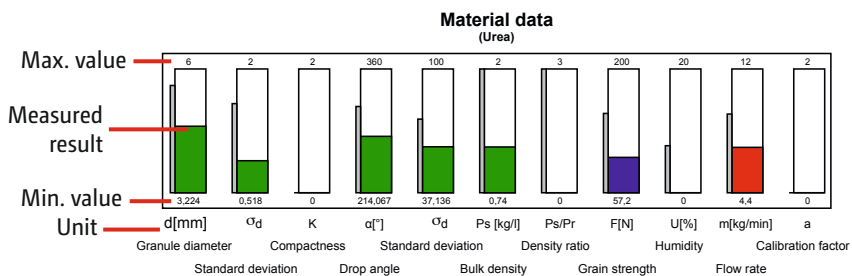 Material data
(Urea)
Max. value 6 2 2 360 100 2 3 200 20 12 2
Measured
result
Min. value 3,224 0,518 0 214,067 37,136 0,74 0 57,2 0 4,4 0
Unit d[mm] σd K α[°] σd Ps [kg/l] Ps/Pr F[N] U[%] m[kg/min] a
Granule diameter Compactness Standard deviation Density ratio Humidity Calibration factor
Standard deviation Drop angle Bulk density Grain strength Flow rate